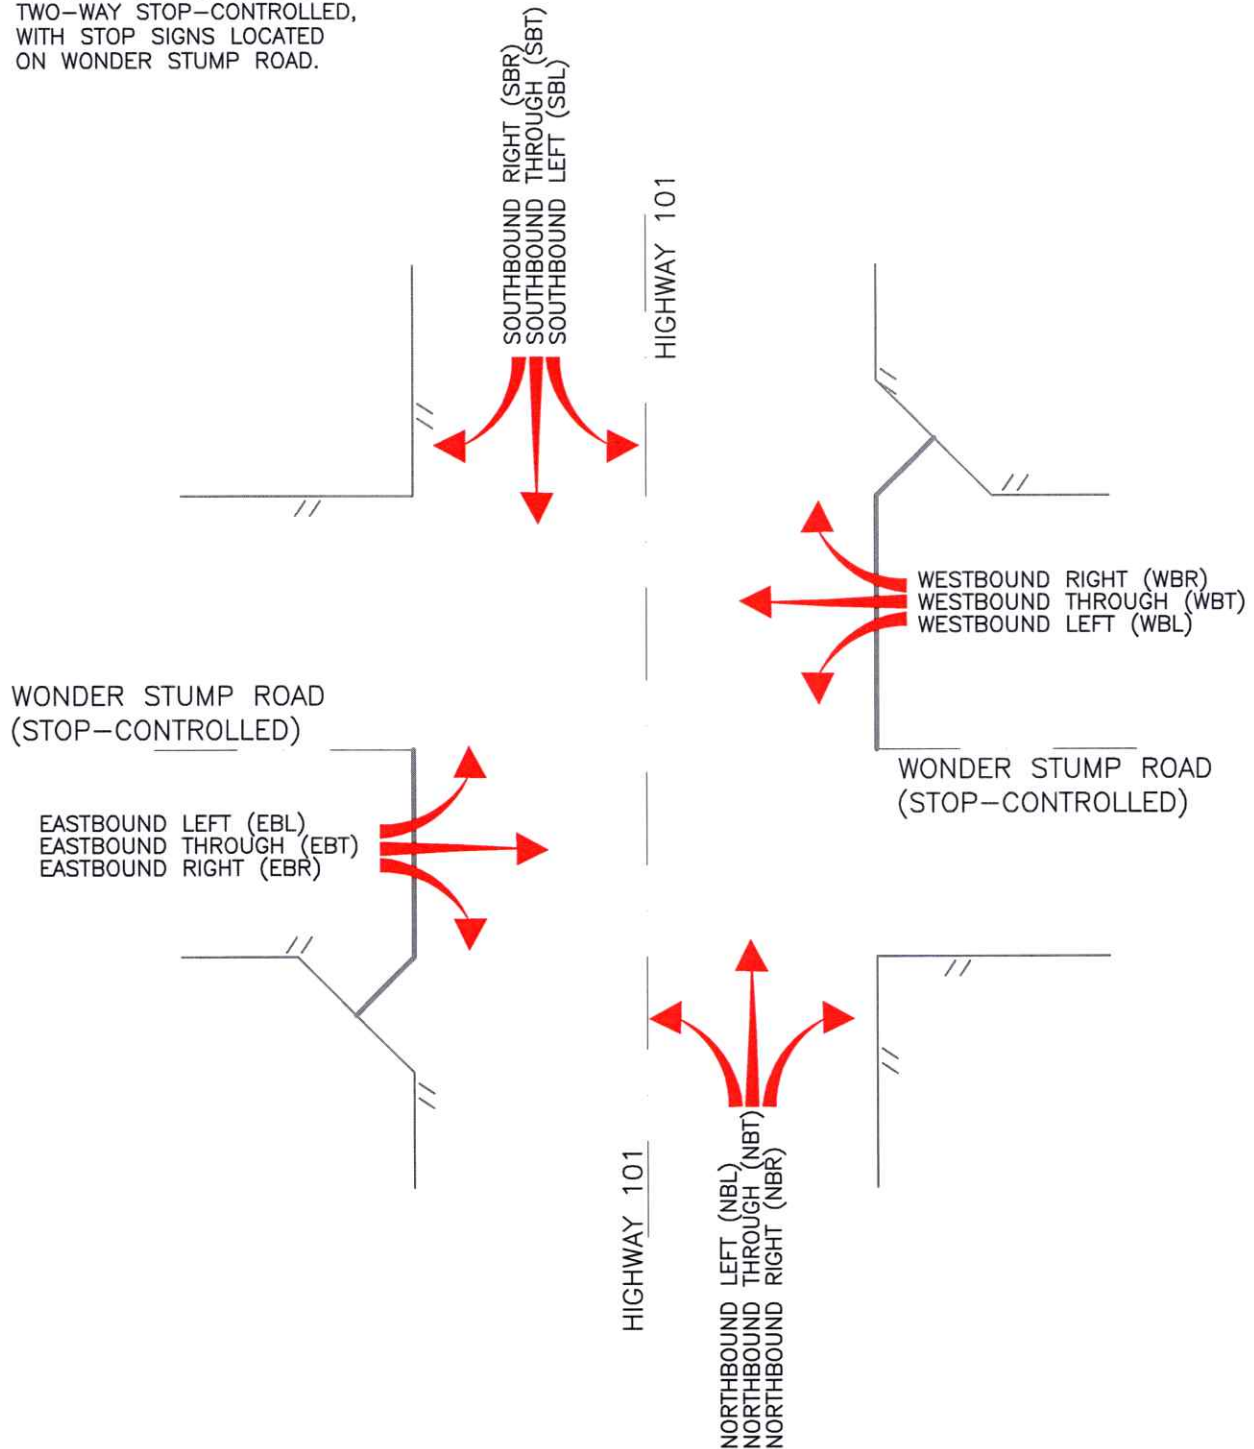 TWO-WAY STOP-CONTROLLED,
WITH STOP SIGNS LOCATED
ON WONDER STUMP ROAD.
SOUTHBOUND RIGHT (SBR)
SOUTHBOUND THROUGH (SBT)
SOUTHBOUND LEFT (SBL)
HIGHWAY 101
WESTBOUND RIGHT (WBR)
WESTBOUND THROUGH (WBT)
WESTBOUND LEFT (WBL)
WONDER STUMP ROAD
(STOP-CONTROLLED)
WONDER STUMP ROAD
(STOP-CONTROLLED)
EASTBOUND LEFT (EBL)
EASTBOUND THROUGH (EBT)
EASTBOUND RIGHT (EBR)
HIGHWAY 101
NORTHBOUND LEFT (NBL)
NORTHBOUND THROUGH (NBT)
NORTHBOUND RIGHT (NBR)